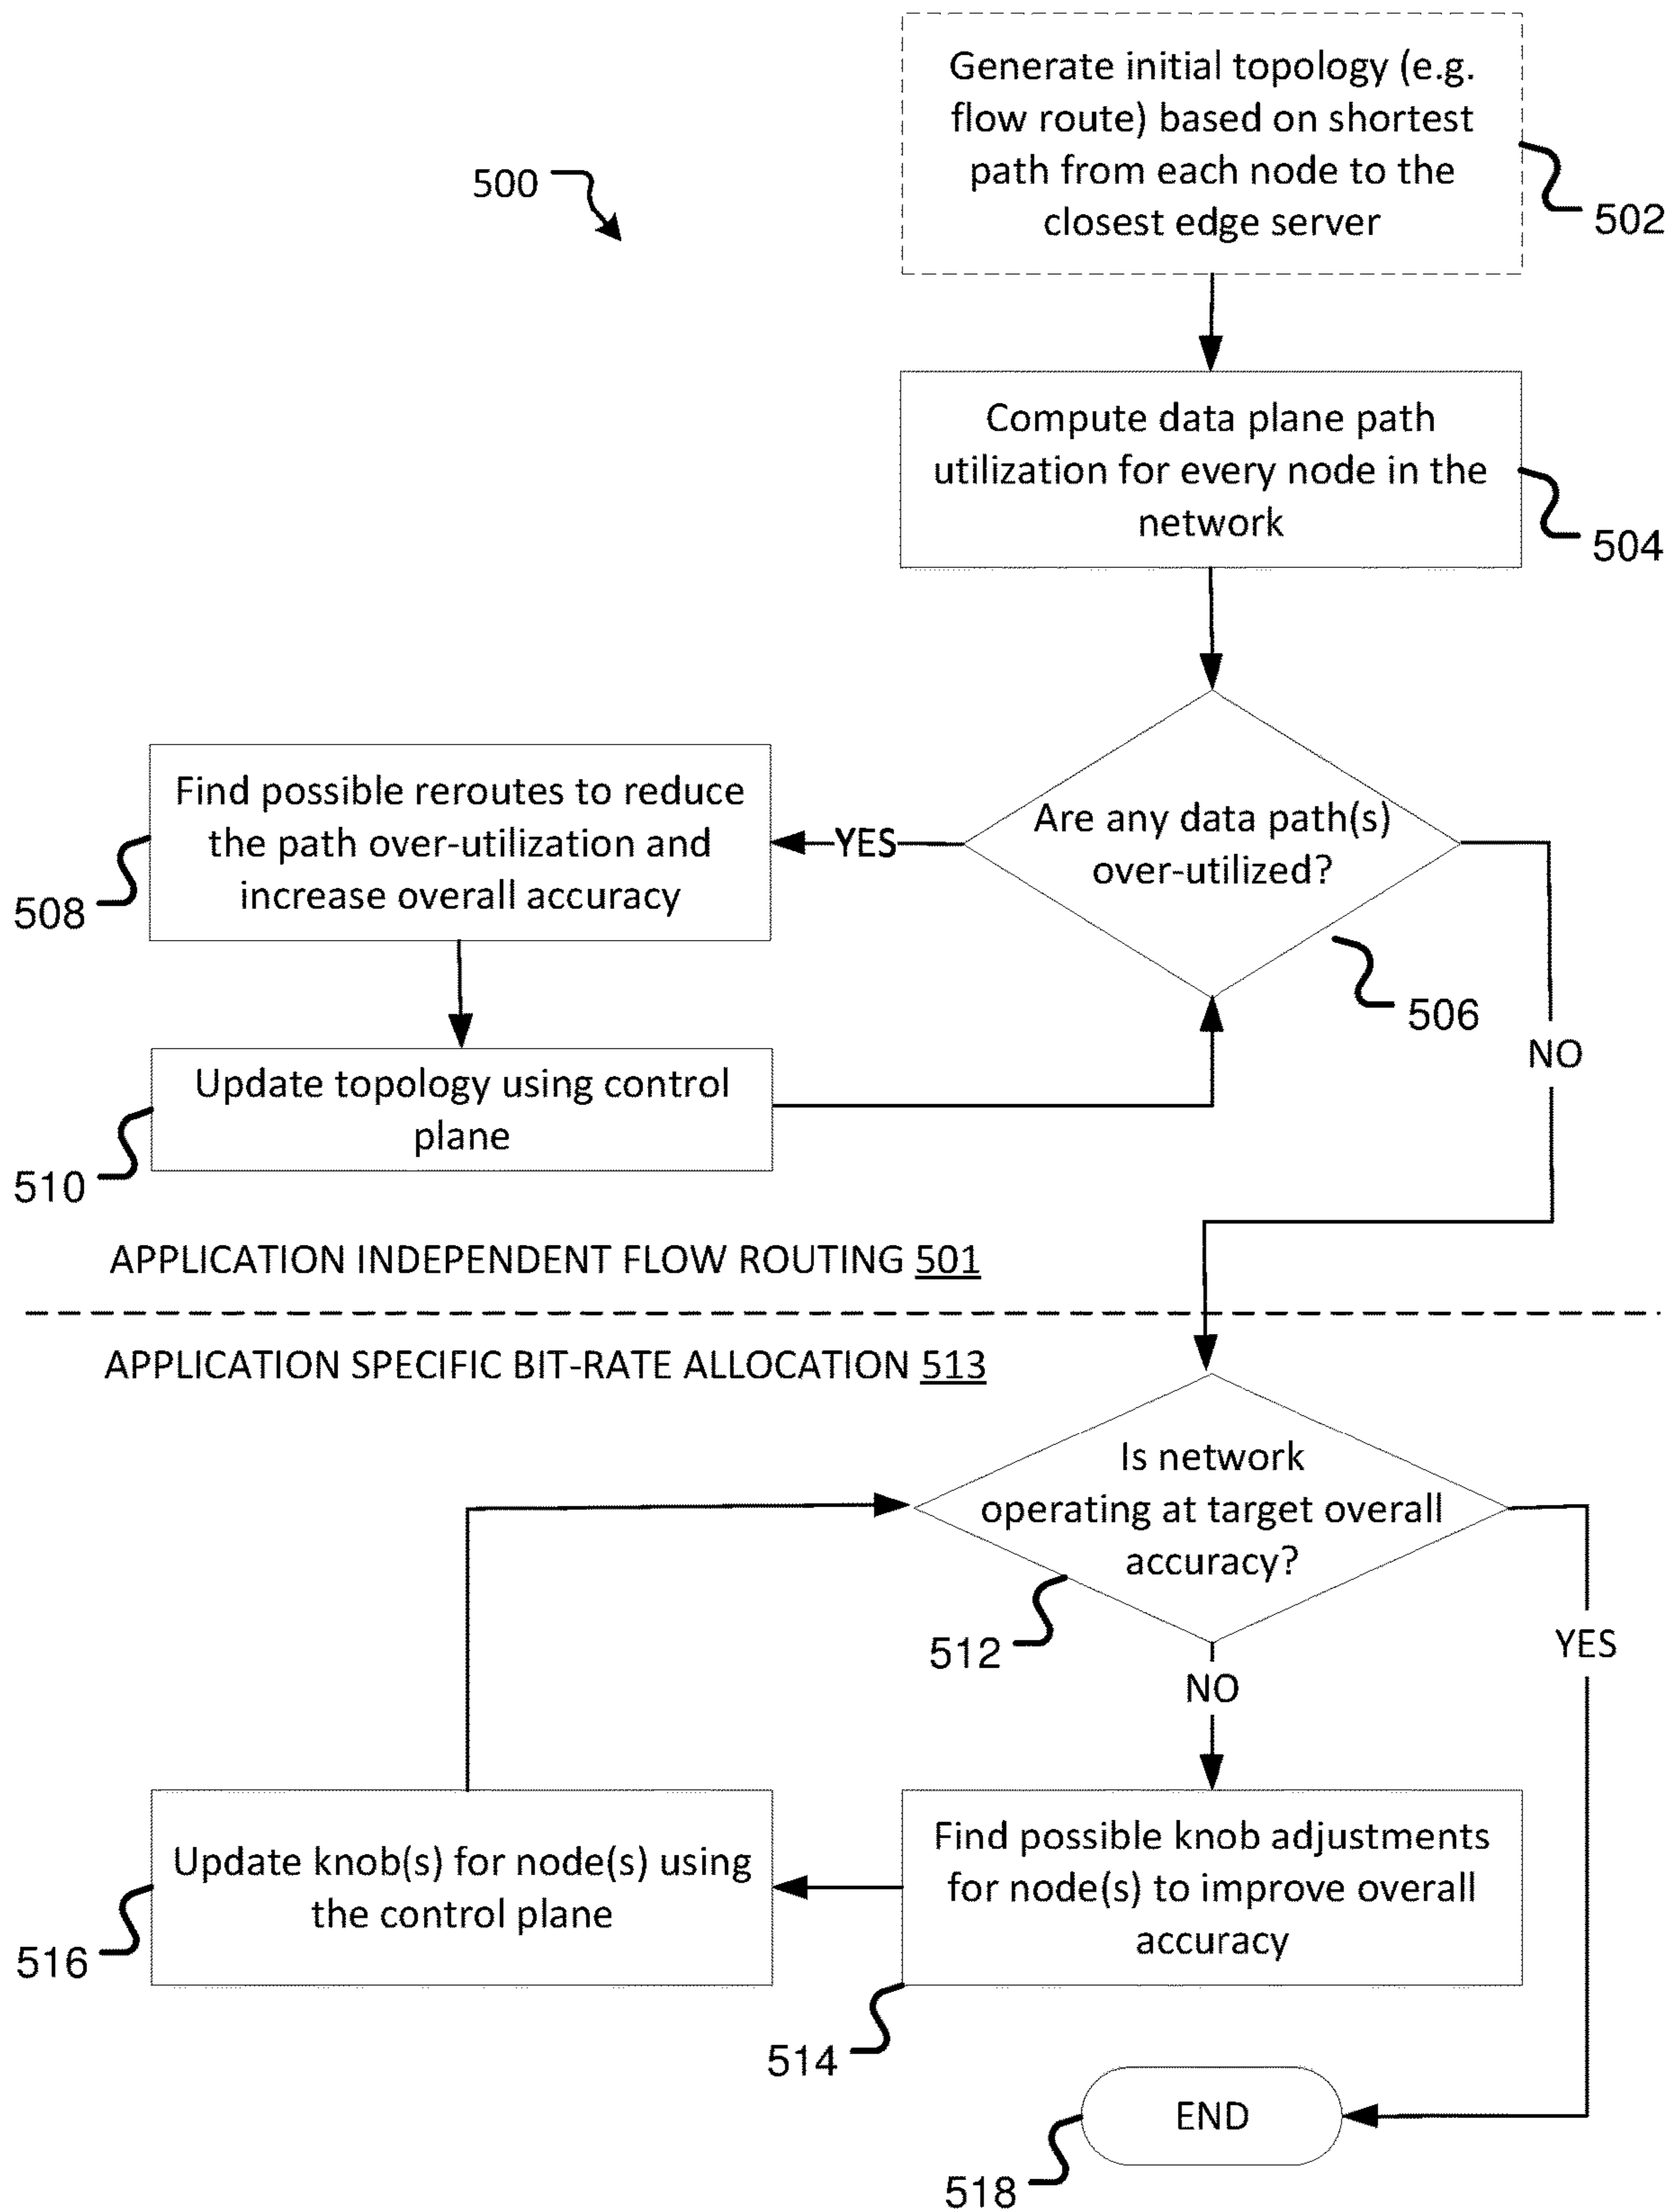 Generate initial topology (e.g.
flow route) based on shortest
path from each node to the
closest edge server
500
502
Compute data plane path
utilization for every node in the
network
504
Find possible reroutes to reduce
the path over-utilization and
increase overall accuracy
508
YES
Are any data path(s)
over-utilized?
506
NO
Update topology using control
plane
510
APPLICATION INDEPENDENT FLOW ROUTING 501
APPLICATION SPECIFIC BIT-RATE ALLOCATION 513
Is network
operating at target overall
accuracy?
512
NO
YES
Update knob(s) for node(s) using
the control plane
516
Find possible knob adjustments
for node(s) to improve overall
accuracy
514
END
518